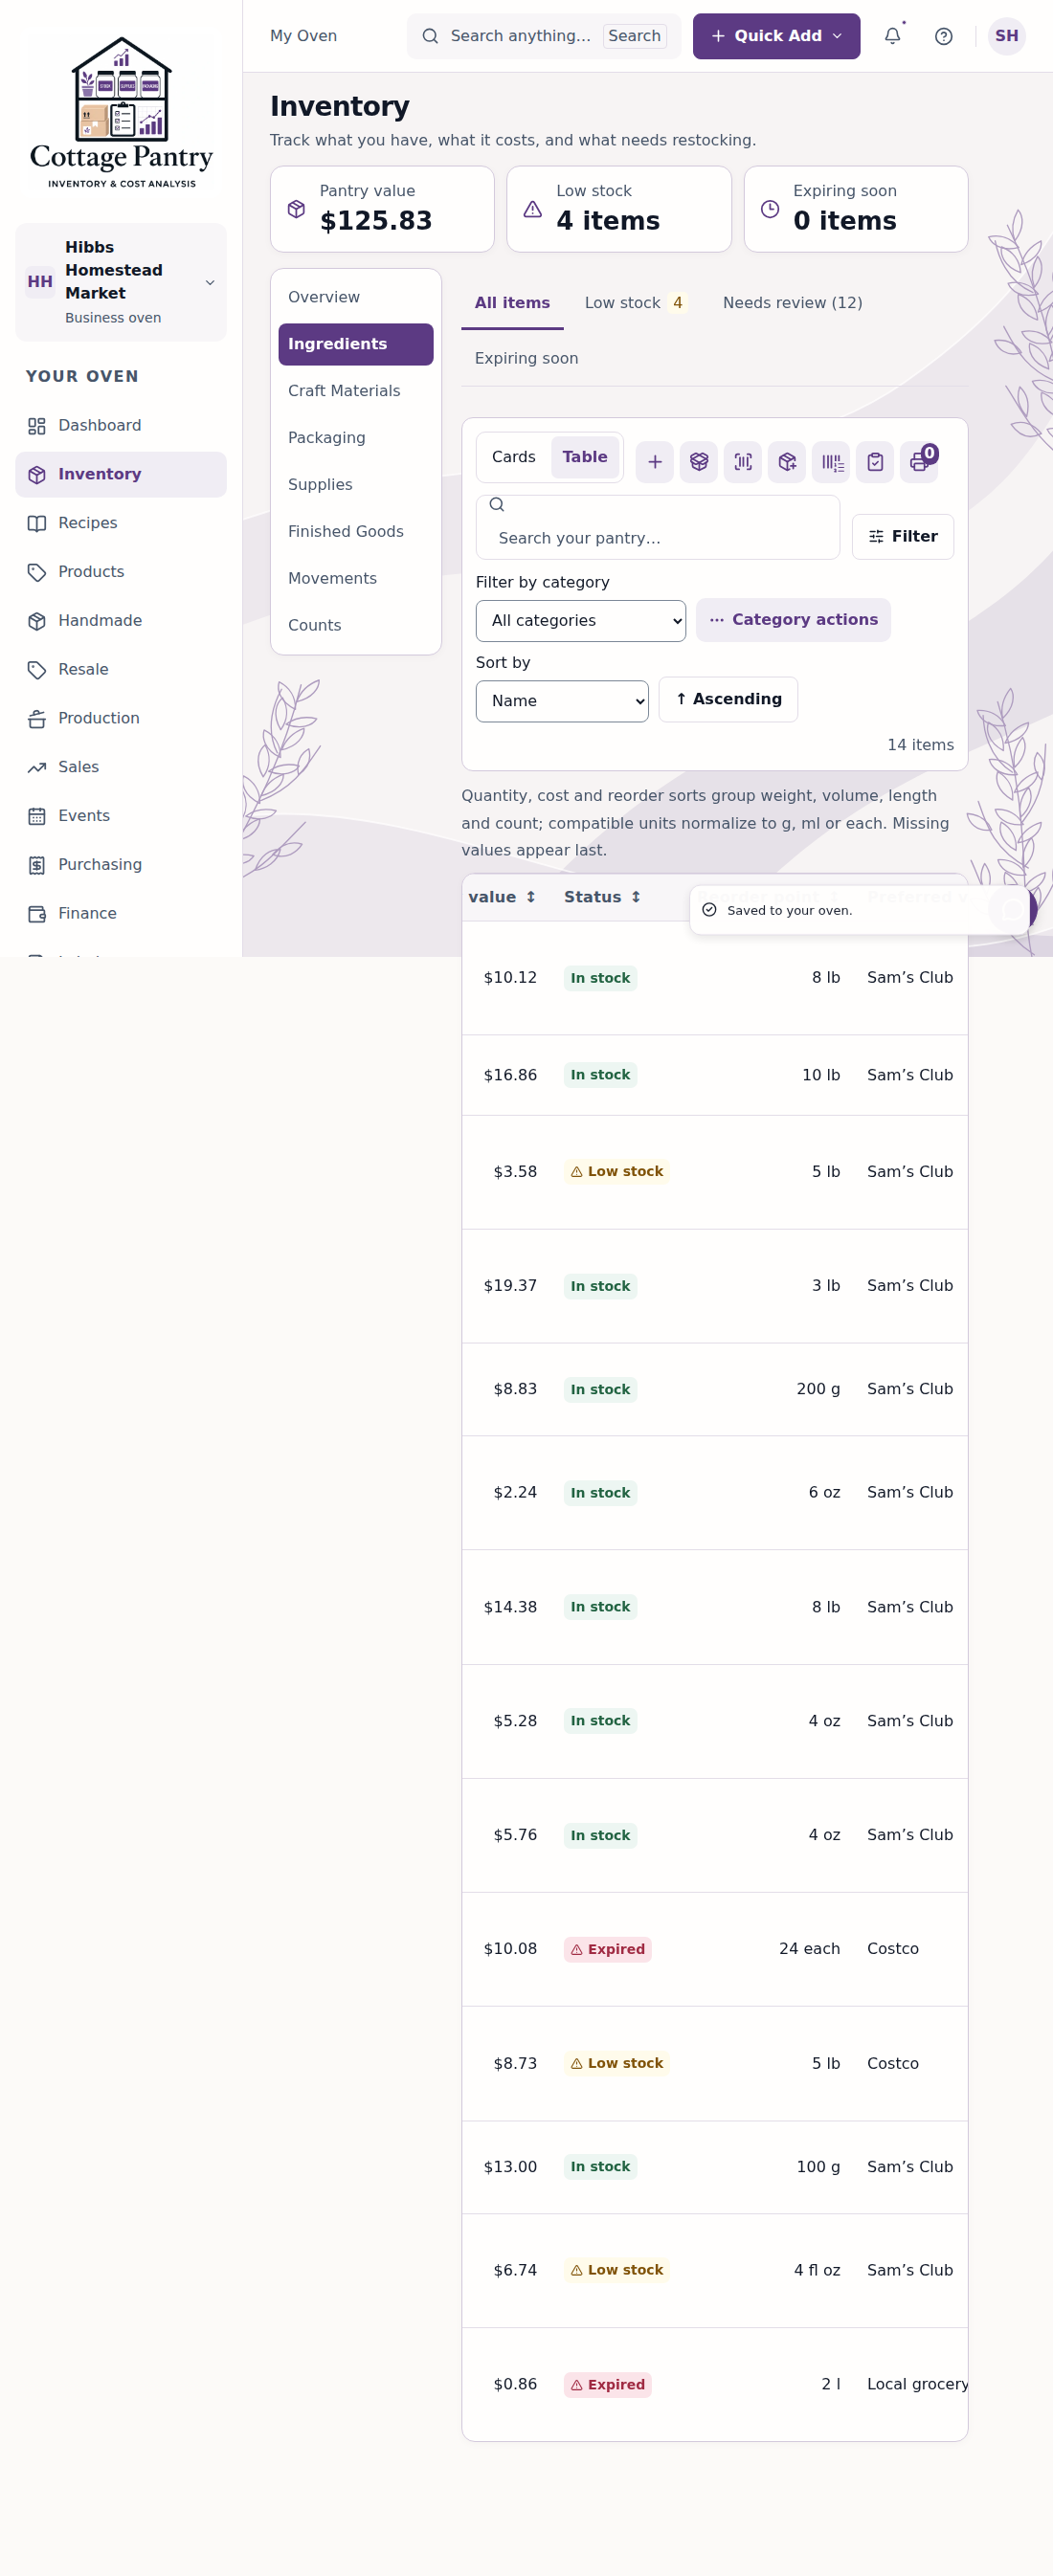 Cottage Pantry
INVENTORY & COST ANALYSIS
HH
Hibbs
Homestead
Market
Business oven
YOUR OVEN
Dashboard
Inventory
Recipes
Products
Handmade
Resale
Production
Sales
Events
Purchasing
Finance
My Oven
Search anything…
Search
Quick Add
SH
Inventory
Track what you have, what it costs, and what needs restocking.
Pantry value
$125.83
Low stock
4 items
Expiring soon
0 items
Overview
Ingredients
Craft Materials
Packaging
Supplies
Finished Goods
Movements
Counts
All items
Low stock 4
Needs review (12)
Expiring soon
Cards
Table
0
Search your pantry…
Filter
Filter by category
All categories
Category actions
Sort by
Name
↑ Ascending
14 items
Quantity, cost and reorder sorts group weight, volume, length
and count; compatible units normalize to g, ml or each. Missing
values appear last.
value ↕ Status ↕ Reorder point ↕ Preferred v
Saved to your oven.
$10.12 In stock 8 lb Sam’s Club
$16.86 In stock 10 lb Sam’s Club
$3.58 Low stock 5 lb Sam’s Club
$19.37 In stock 3 lb Sam’s Club
$8.83 In stock 200 g Sam’s Club
$2.24 In stock 6 oz Sam’s Club
$14.38 In stock 8 lb Sam’s Club
$5.28 In stock 4 oz Sam’s Club
$5.76 In stock 4 oz Sam’s Club
$10.08 Expired 24 each Costco
$8.73 Low stock 5 lb Costco
$13.00 In stock 100 g Sam’s Club
$6.74 Low stock 4 fl oz Sam’s Club
$0.86 Expired 2 l Local grocery